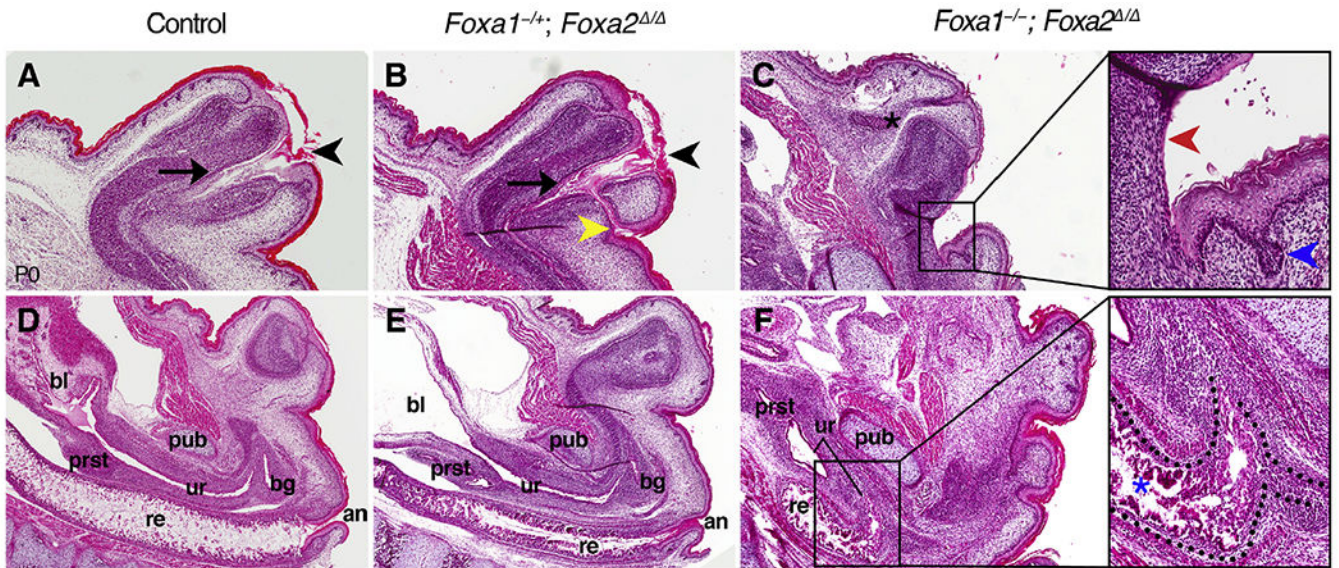 Control
Foxa1⁻/⁺; Foxa2Δ/Δ
Foxa1⁻/⁻; Foxa2Δ/Δ
A
P0
B
C
*
D
bl
pub
prst
ur
bg
re
an
E
bl
pub
prst
ur
bg
re
an
F
prst
ur
pub
re
*